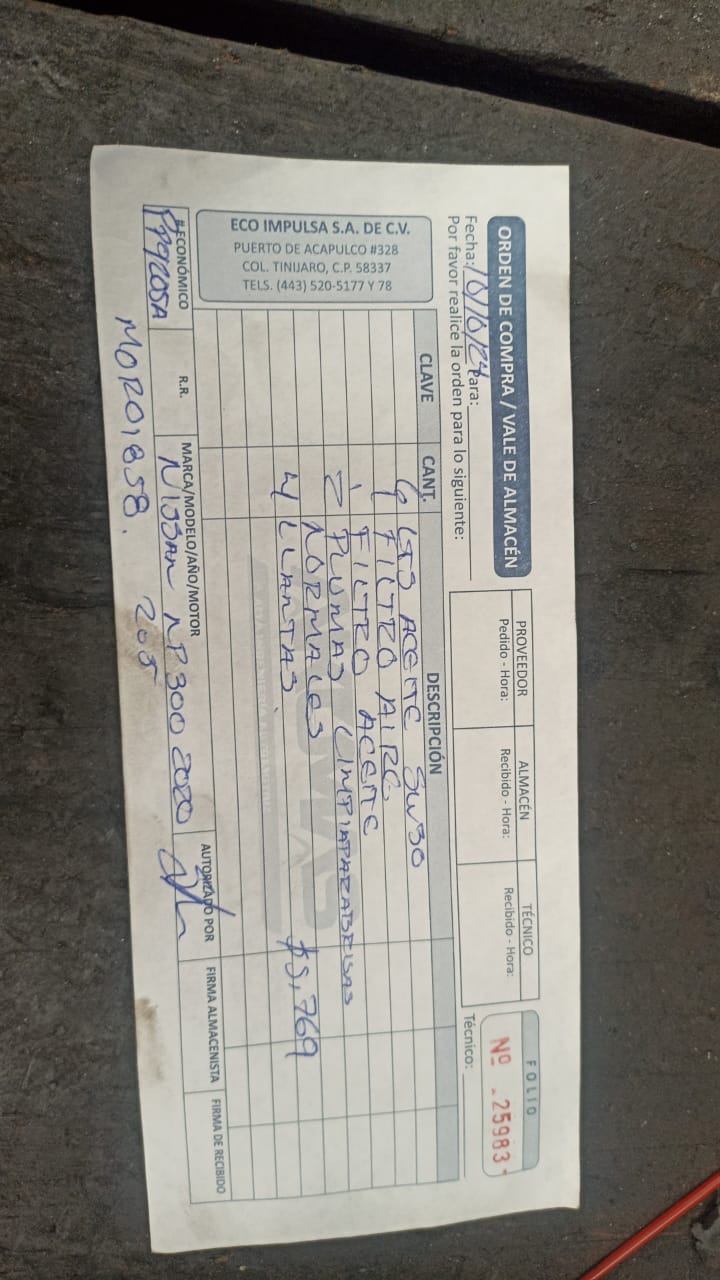 ORDEN DE COMPRA / VALE DE ALMACÉN
Fecha: 10/10/24 Para:
Por favor realice la orden para lo siguiente:
PROVEEDOR
Pedido - Hora:
ALMACÉN
Recibido - Hora:
TÉCNICO
Recibido - Hora:
FOLIO
Nº 25983
Técnico:
ECO IMPULSA S.A. DE C.V.
PUERTO DE ACAPULCO #328
COL. TINIJARO, C.P. 58337
TELS. (443) 520-5177 Y 78
CLAVE CANT. DESCRIPCIÓN
6 LTS ACEITE 5W30
1 FILTRO AIRE
1 FILTRO ACEITE
2 PLUMAS LIMPIAPARABRISAS
NORMALES
4 LLANTAS $5,769
#ECONÓMICO R.R. MARCA/MODELO/AÑO/MOTOR AUTORIZADO POR FIRMA ALMACENISTA FIRMA DE RECIBIDO
NISSAN NP300 2020
MOR01858.